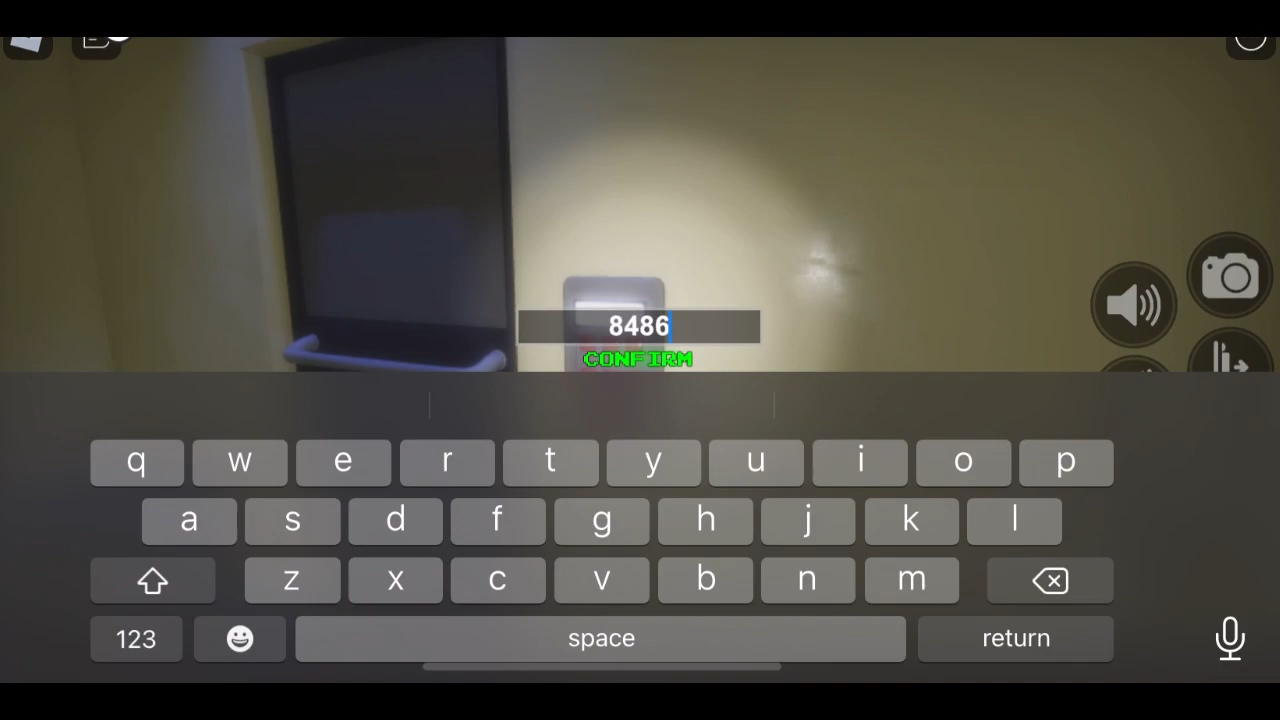 8486
CONFIRM
q w e r t y u i o p
a s d f g h j k l
z x c v b n m
123 space return